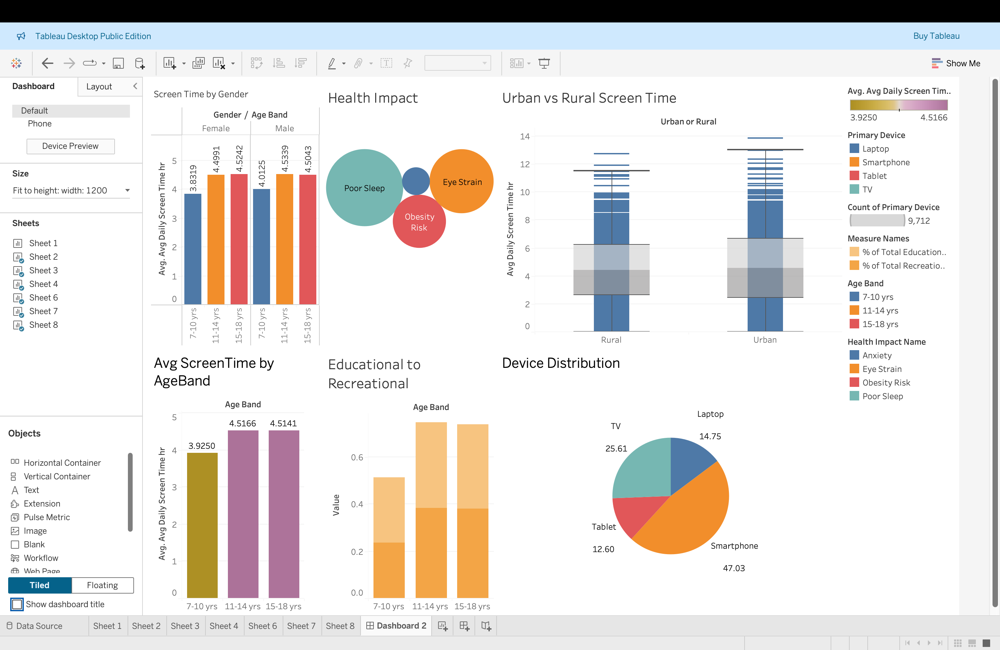 Tableau Desktop Public Edition
Buy Tableau
Show Me
Dashboard
Layout
Default
Phone
Device Preview
Size
Fit to height: width: 1200
Sheets
Sheet 1
Sheet 2
Sheet 3
Sheet 4
Sheet 6
Sheet 7
Sheet 8
Objects
Horizontal Container
Vertical Container
Text
Extension
Pulse Metric
Image
Blank
Workflow
Web Page
Tiled
Floating
Show dashboard title
Screen Time by Gender
Gender / Age Band
Female
Male
Avg. Avg Daily Screen Time hr
5
4
3
2
1
0
3.8319
4.4991
4.5242
4.0125
4.5339
4.5043
7-10 yrs
11-14 yrs
15-18 yrs
7-10 yrs
11-14 yrs
15-18 yrs
Health Impact
Poor Sleep
Eye Strain
Obesity
Risk
Urban vs Rural Screen Time
Urban or Rural
Avg Daily Screen Time hr
14
12
10
8
6
4
2
0
Rural
Urban
Avg. Avg Daily Screen Tim..
3.9250
4.5166
Primary Device
Laptop
Smartphone
Tablet
TV
Count of Primary Device
9,712
Measure Names
% of Total Education..
% of Total Recreatio..
Age Band
7-10 yrs
11-14 yrs
15-18 yrs
Health Impact Name
Anxiety
Eye Strain
Obesity Risk
Poor Sleep
Avg ScreenTime by
AgeBand
Age Band
Avg. Avg Daily Screen Time hr
5
4
3
2
1
0
3.9250
4.5166
4.5141
7-10 yrs
11-14 yrs
15-18 yrs
Educational to
Recreational
Age Band
Value
0.6
0.4
0.2
0.0
7-10 yrs
11-14 yrs
15-18 yrs
Device Distribution
Laptop
14.75
TV
25.61
Tablet
12.60
Smartphone
47.03
Data Source
Sheet 1
Sheet 2
Sheet 3
Sheet 4
Sheet 6
Sheet 7
Sheet 8
Dashboard 2